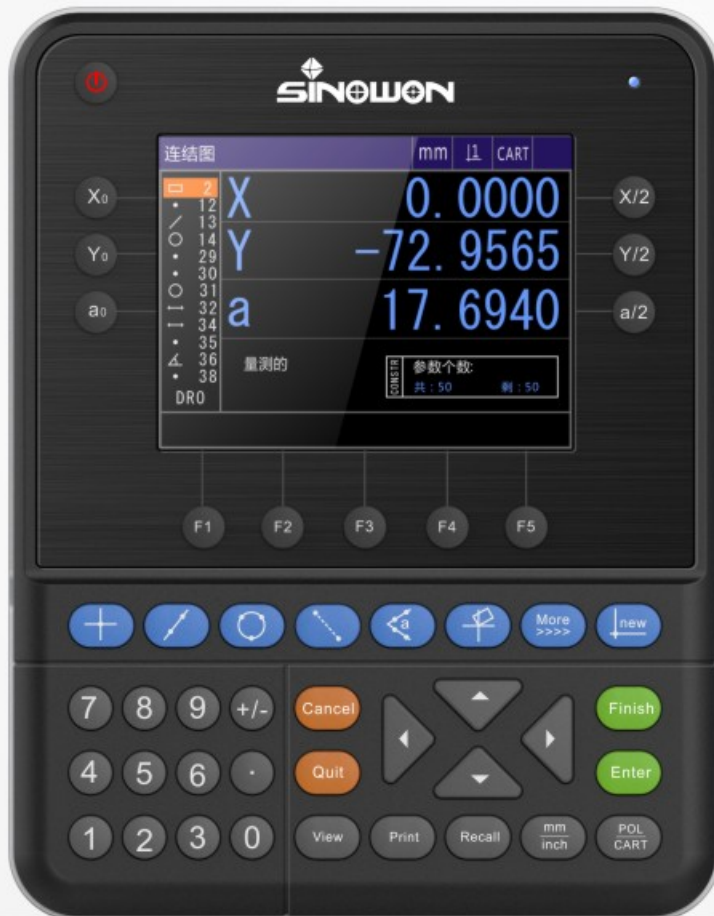 SINOWON
连结图 mm 1 CART
X₀ X 0.0000 X/2
Y₀ Y -72.9565 Y/2
a₀ a 17.6940 a/2
2
12
13
14
29
30
31
32
34
35
36
38
DRO
量测的
CONSTR
参数个数:
共:50 剩:50
F1 F2 F3 F4 F5
a More >>>> new
7 8 9 +/- Cancel Finish
4 5 6 · Quit Enter
1 2 3 0 View Print Recall mm/inch POL/CART